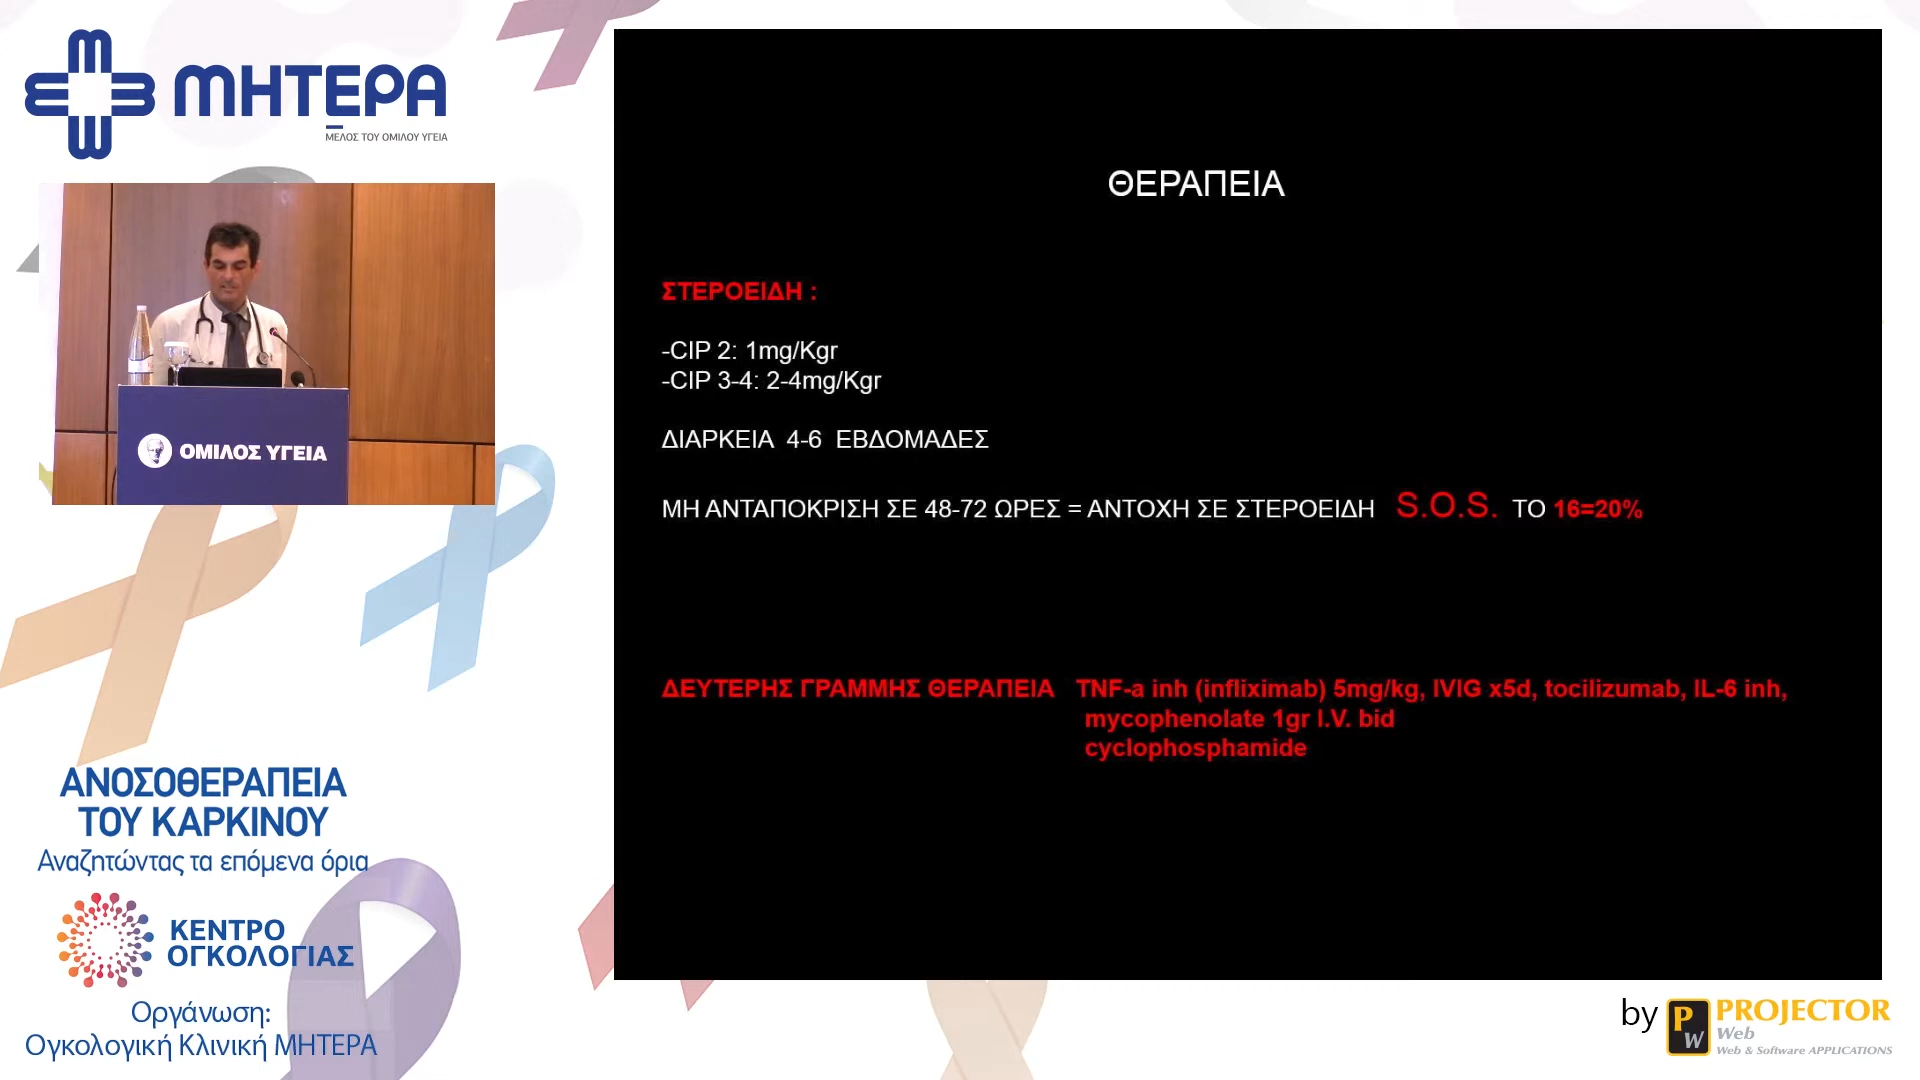 ΜΗΤΕΡΑ
ΜΕΛΟΣ ΤΟΥ ΟΜΙΛΟΥ ΥΓΕΙΑ
ΟΜΙΛΟΣ ΥΓΕΙΑ
ΑΝΟΣΟΘΕΡΑΠΕΙΑ
ΤΟΥ ΚΑΡΚΙΝΟΥ
Αναζητώντας τα επόμενα όρια
ΚΕΝΤΡΟ
ΟΓΚΟΛΟΓΙΑΣ
Οργάνωση:
Ογκολογική Κλινική ΜΗΤΕΡΑ
ΘΕΡΑΠΕΙΑ
ΣΤΕΡΟΕΙΔΗ :
-CIP 2: 1mg/Kgr
-CIP 3-4: 2-4mg/Kgr
ΔΙΑΡΚΕΙΑ 4-6 ΕΒΔΟΜΑΔΕΣ
ΜΗ ΑΝΤΑΠΟΚΡΙΣΗ ΣΕ 48-72 ΩΡΕΣ = ΑΝΤΟΧΗ ΣΕ ΣΤΕΡΟΕΙΔΗ S.O.S. ΤΟ 16=20%
ΔΕΥΤΕΡΗΣ ΓΡΑΜΜΗΣ ΘΕΡΑΠΕΙΑ TNF-a inh (infliximab) 5mg/kg, IVIG x5d, tocilizumab, IL-6 inh,
mycophenolate 1gr I.V. bid
cyclophosphamide
by PROJECTOR
P W Web
Web & Software APPLICATIONS